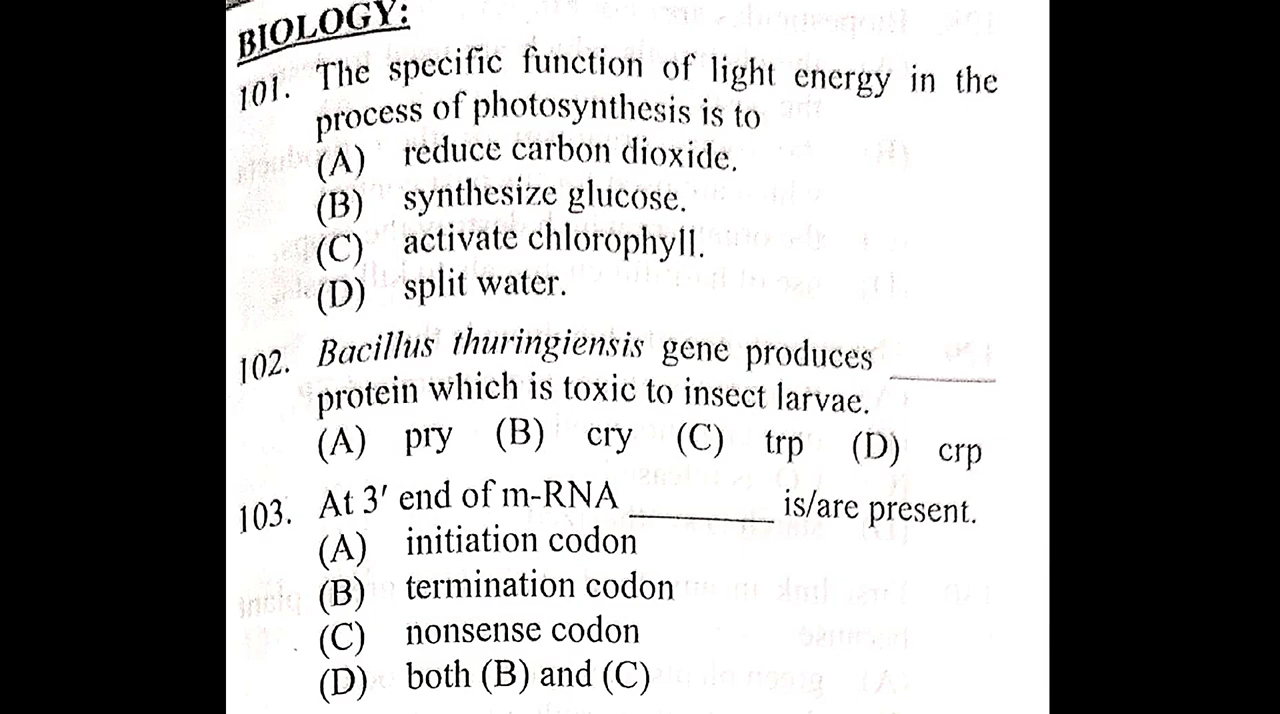 BIOLOGY:
101. The specific function of light energy in the
process of photosynthesis is to
(A) reduce carbon dioxide.
(B) synthesize glucose.
(C) activate chlorophyll.
(D) split water.
102. Bacillus thuringiensis gene produces ______
protein which is toxic to insect larvae.
(A) pry (B) cry (C) trp (D) crp
103. At 3′ end of m-RNA ________ is/are present.
(A) initiation codon
(B) termination codon
(C) nonsense codon
(D) both (B) and (C)